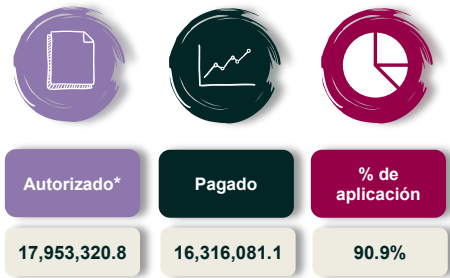 Autorizado*
Pagado
% de
aplicación
17,953,320.8
16,316,081.1
90.9%